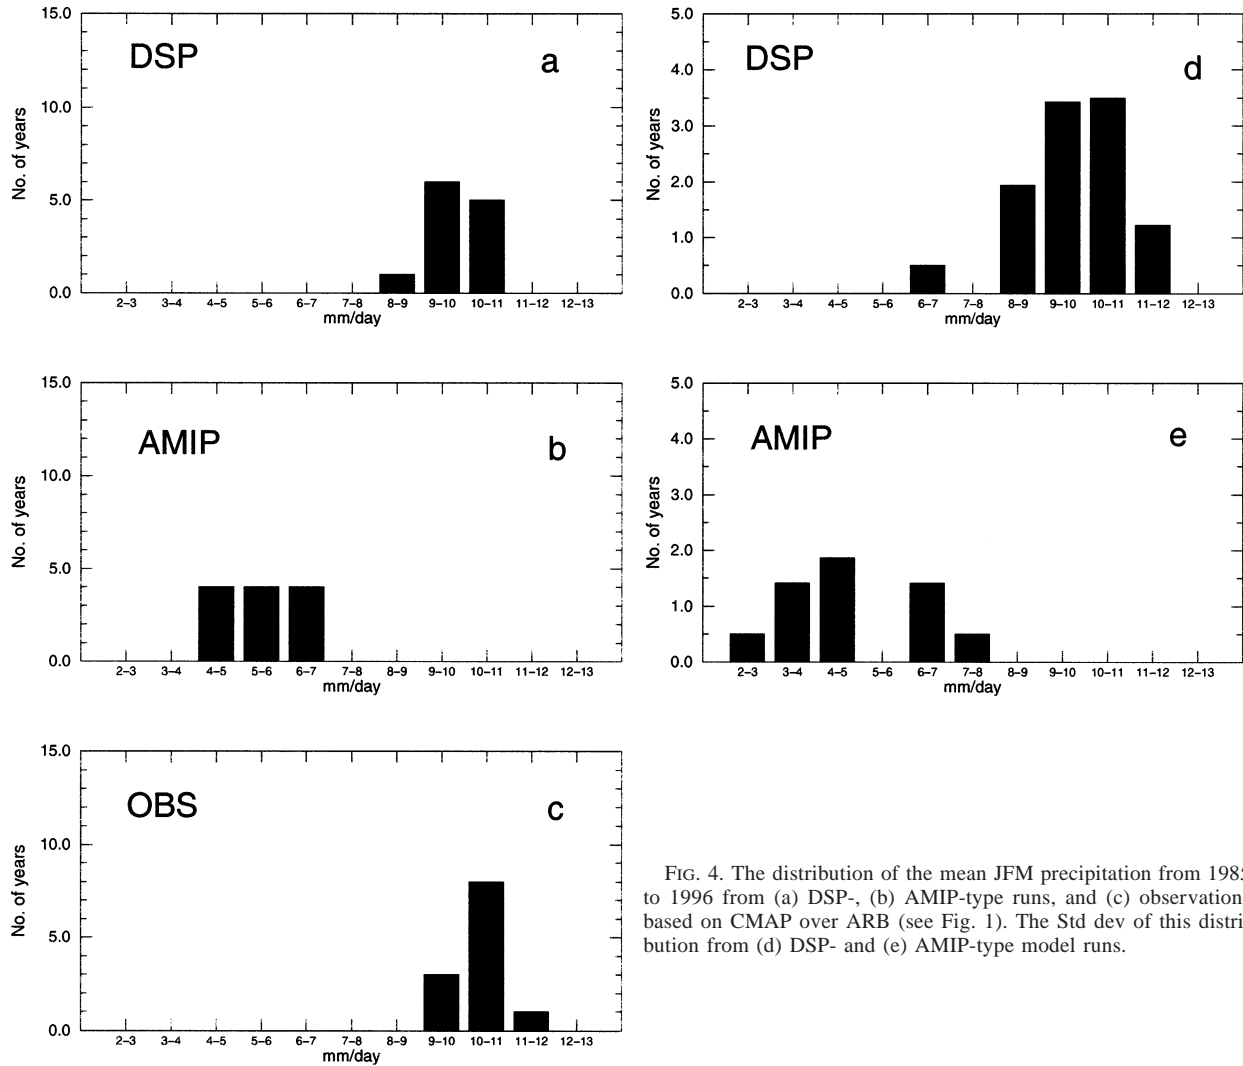 15.0
10.0
5.0
0.0
No. of years
DSP
a
2–3 3–4 4–5 5–6 6–7 7–8 8–9 9–10 10–11 11–12 12–13
mm/day
5.0
4.0
3.0
2.0
1.0
0.0
No. of years
DSP
d
2–3 3–4 4–5 5–6 6–7 7–8 8–9 9–10 10–11 11–12 12–13
mm/day
15.0
10.0
5.0
0.0
No. of years
AMIP
b
2–3 3–4 4–5 5–6 6–7 7–8 8–9 9–10 10–11 11–12 12–13
mm/day
5.0
4.0
3.0
2.0
1.0
0.0
No. of years
AMIP
e
2–3 3–4 4–5 5–6 6–7 7–8 8–9 9–10 10–11 11–12 12–13
mm/day
15.0
10.0
5.0
0.0
No. of years
OBS
c
2–3 3–4 4–5 5–6 6–7 7–8 8–9 9–10 10–11 11–12 12–13
mm/day
FIG. 4. The distribution of the mean JFM precipitation from 1985
to 1996 from (a) DSP-, (b) AMIP-type runs, and (c) observation
based on CMAP over ARB (see Fig. 1). The Std dev of this distri-
bution from (d) DSP- and (e) AMIP-type model runs.